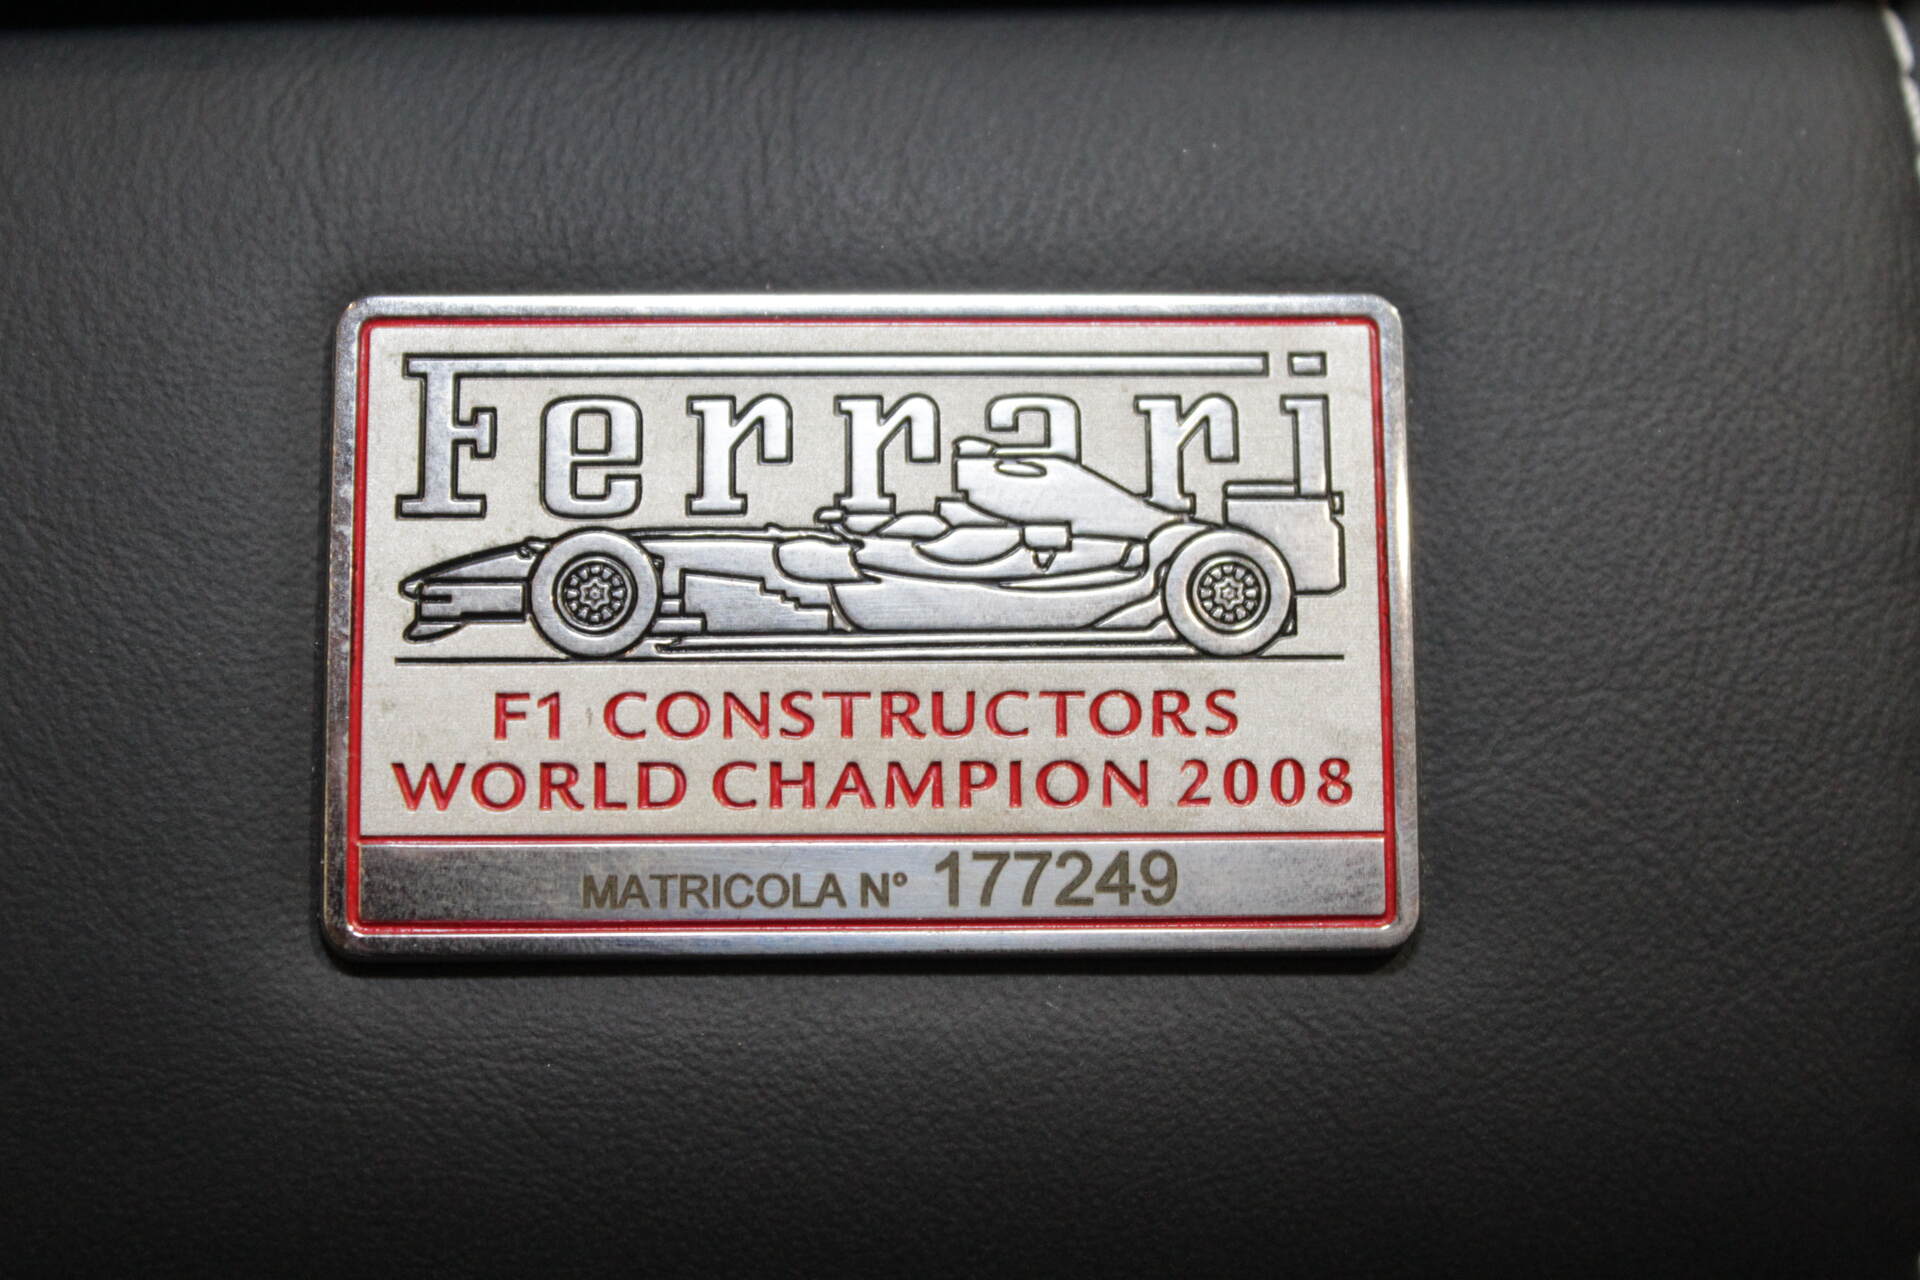 Ferrari
F1 CONSTRUCTORS
WORLD CHAMPION 2008
MATRICOLA N° 177249